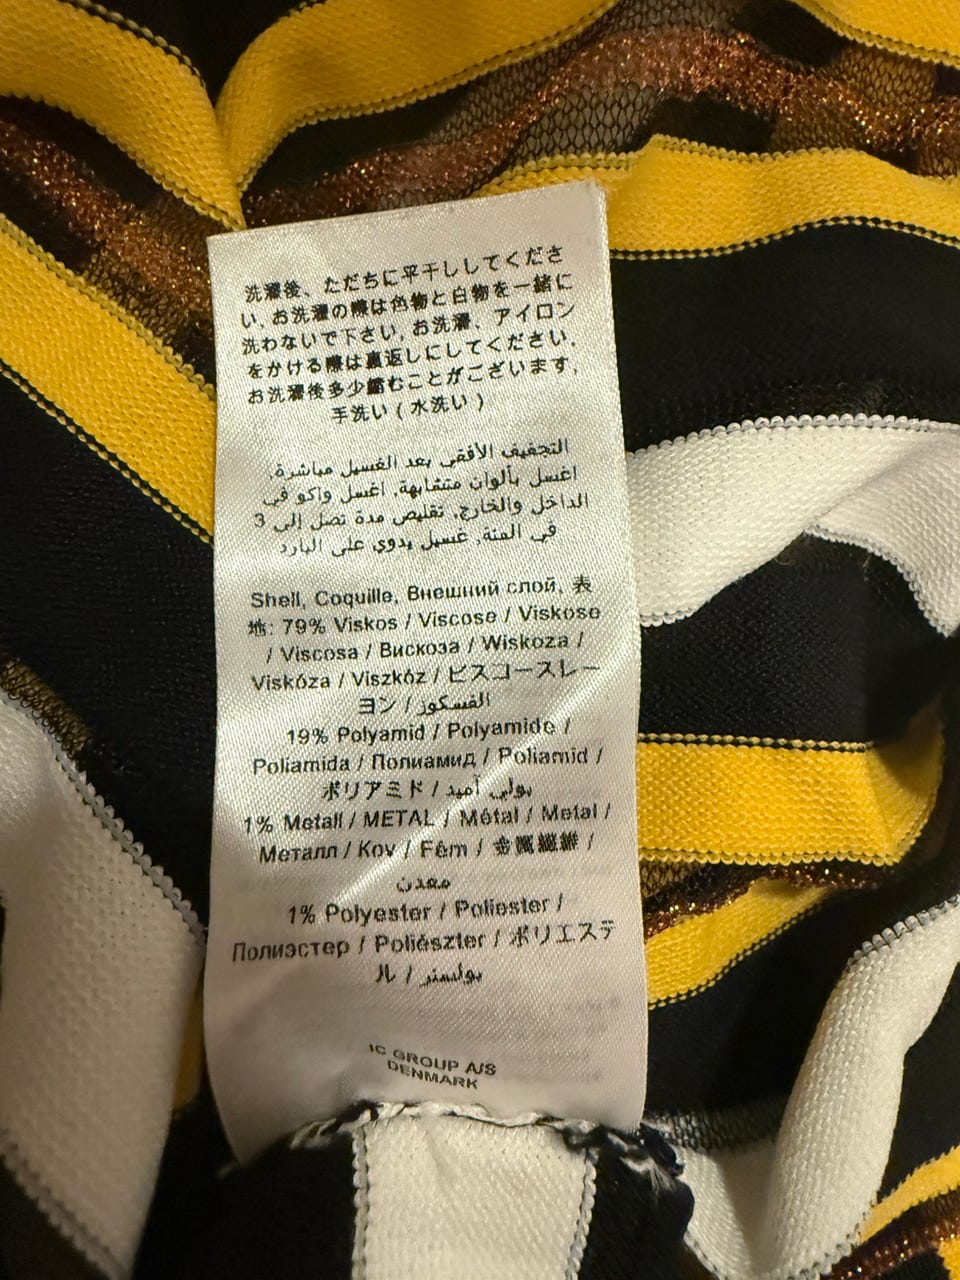 洗濯後、ただちに平干ししてくださ
い, お洗濯の際は色物と白物を一緒に
洗わないで下さい, お洗濯、アイロン
をかける際は裏返しにしてください,
お洗濯後多少縮むことがございます,
手洗い ( 水洗い )
التجفيف الأفقي بعد الغسيل مباشرة,
اغسل بألوان متشابهة, اغسل واكو في
الداخل والخارج, تقليص مدة تصل إلى 3
في المئة, غسيل يدوي على البارد
Shell, Coquille, Внешний слой, 表
地: 79% Viskos / Viscose / Viskose
/ Viscosa / Вискоза / Wiskoza /
Viskóza / Viszkóz / ビスコースレー
ヨン / الفسكوز
19% Polyamid / Polyamide /
Poliamida / Полиамид / Poliamid /
ポリアミド / بولي أميد
1% Metall / METAL / Métal / Metal /
Металл / Kov / Fém / 金属繊維 /
معدن
1% Polyester / Poliester /
Полиэстер / Poliészter / ポリエステ
ル / بوليستر
IC GROUP A/S
DENMARK